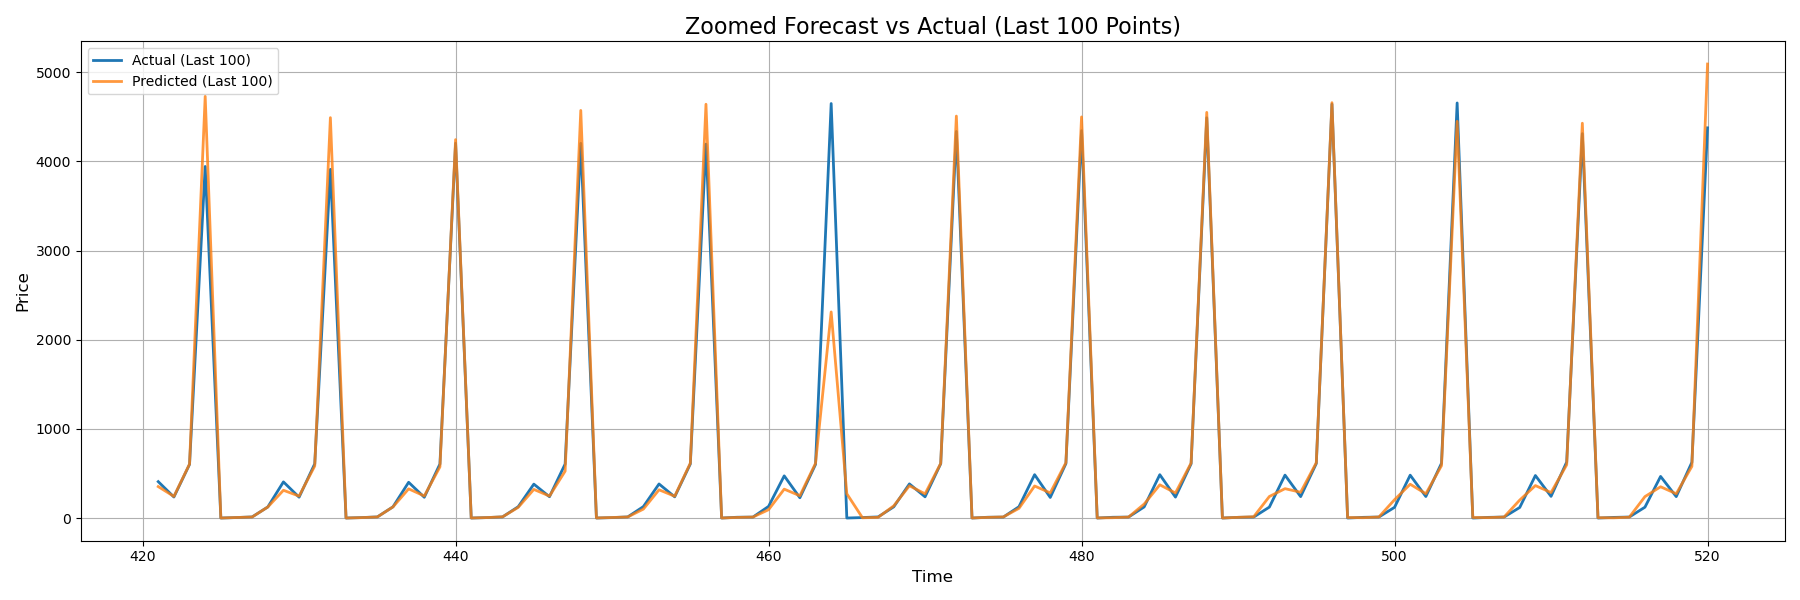 Zoomed Forecast vs Actual (Last 100 Points)
Actual (Last 100)
Predicted (Last 100)
Price
5000
4000
3000
2000
1000
0
420 440 460 480 500 520
Time